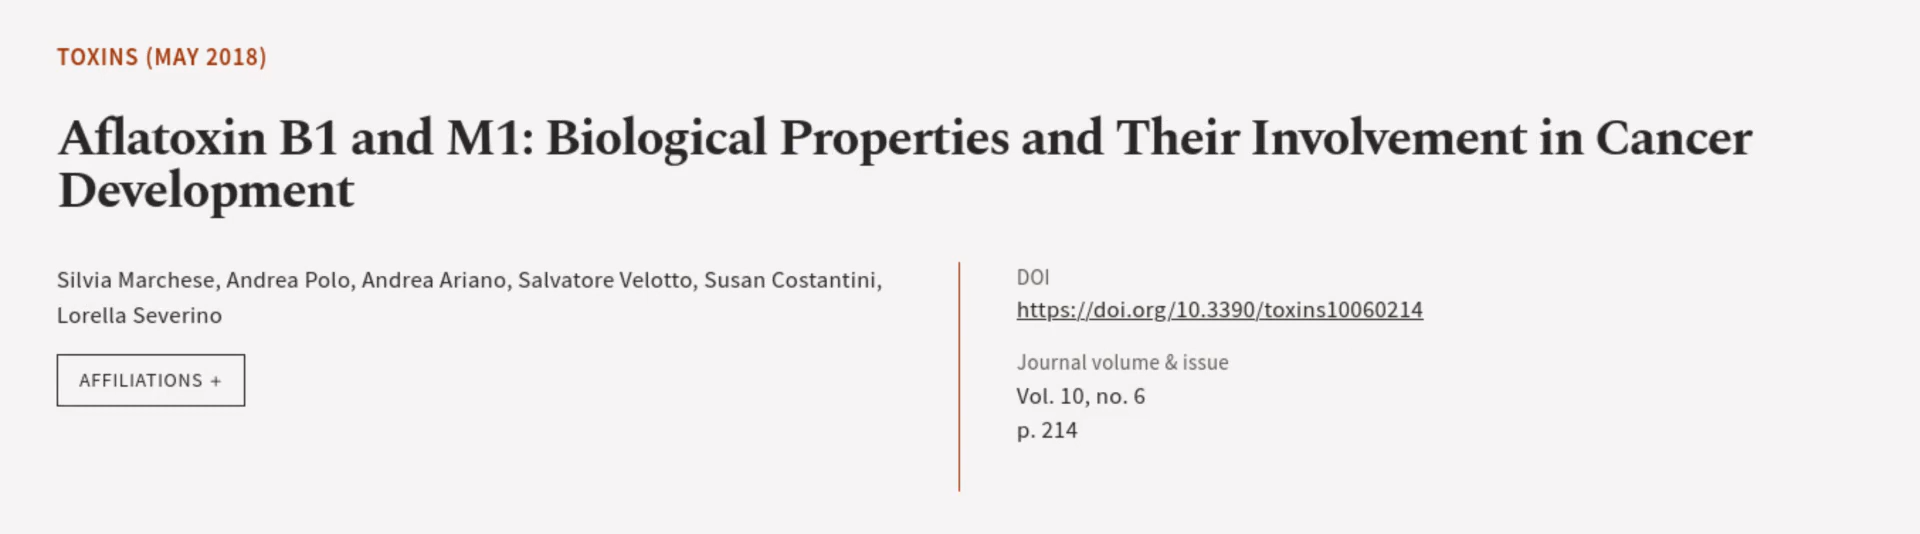 TOXINS (MAY 2018)
Aflatoxin B1 and M1: Biological Properties and Their Involvement in Cancer
Development
Silvia Marchese, Andrea Polo, Andrea Ariano, Salvatore Velotto, Susan Costantini,
Lorella Severino
AFFILIATIONS +
DOI
https://doi.org/10.3390/toxins10060214
Journal volume & issue
Vol. 10, no. 6
p. 214